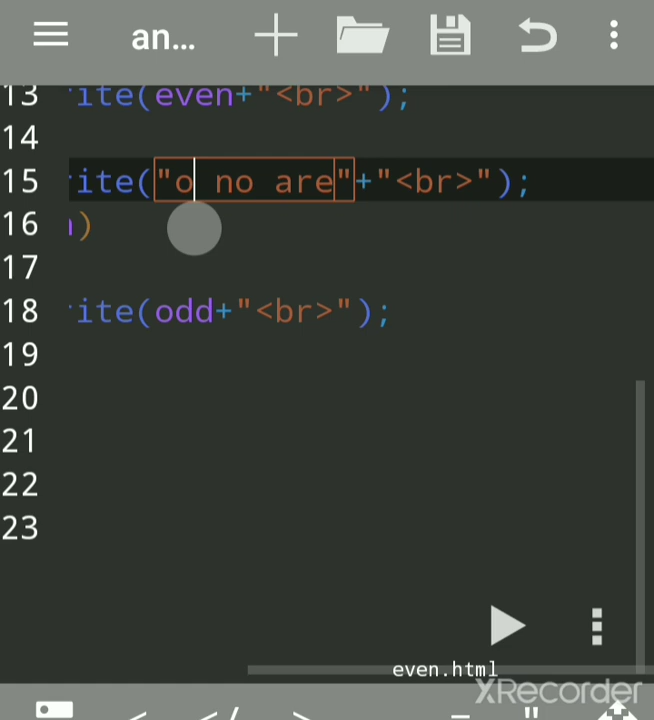 an...
13 ite(even+"<br>");
14
15 ite("o no are"+"<br>");
16 )
17
18 ite(odd+"<br>");
19
20
21
22
23
even.html
XRecorder
< </ > = "